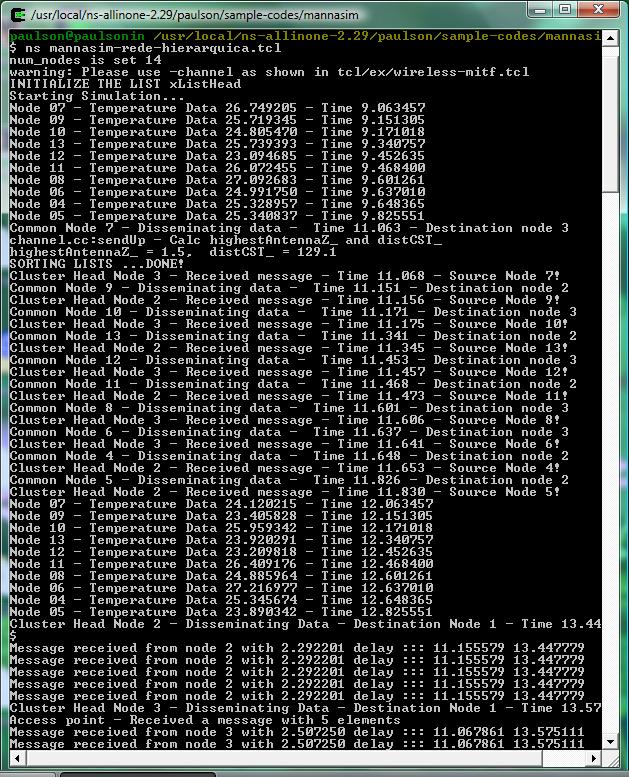 /usr/local/ns-allinone-2.29/paulson/sample-codes/mannasim
paulson@paulsonin /usr/local/ns-allinone-2.29/paulson/sample-codes/mannasi
$ ns mannasim-rede-hierarquica.tcl
num_nodes is set 14
warning: Please use -channel as shown in tcl/ex/wireless-mitf.tcl
INITIALIZE THE LIST xListHead
Starting Simulation...
Node 07 - Temperature Data 26.749205 - Time 9.063457
Node 09 - Temperature Data 25.719345 - Time 9.151305
Node 10 - Temperature Data 24.805470 - Time 9.171018
Node 13 - Temperature Data 25.739393 - Time 9.340757
Node 12 - Temperature Data 23.094685 - Time 9.452635
Node 11 - Temperature Data 26.072455 - Time 9.468400
Node 08 - Temperature Data 27.092683 - Time 9.601261
Node 06 - Temperature Data 24.991750 - Time 9.637010
Node 04 - Temperature Data 25.328957 - Time 9.648365
Node 05 - Temperature Data 25.340837 - Time 9.825551
Common Node 7 - Disseminating data -  Time 11.063 - Destination node 3
channel.cc:sendUp - Calc highestAntennaZ_ and distCST_
highestAntennaZ_ = 1.5,  distCST_ = 129.1
SORTING LISTS ...DONE!
Cluster Head Node 3 - Received message - Time 11.068 - Source Node 7!
Common Node 9 - Disseminating data -  Time 11.151 - Destination node 2
Cluster Head Node 2 - Received message - Time 11.156 - Source Node 9!
Common Node 10 - Disseminating data -  Time 11.171 - Destination node 3
Cluster Head Node 3 - Received message - Time 11.175 - Source Node 10!
Common Node 13 - Disseminating data -  Time 11.341 - Destination node 2
Cluster Head Node 2 - Received message - Time 11.345 - Source Node 13!
Common Node 12 - Disseminating data -  Time 11.453 - Destination node 3
Cluster Head Node 3 - Received message - Time 11.457 - Source Node 12!
Common Node 11 - Disseminating data -  Time 11.468 - Destination node 2
Cluster Head Node 2 - Received message - Time 11.473 - Source Node 11!
Common Node 8 - Disseminating data -  Time 11.601 - Destination node 3
Cluster Head Node 3 - Received message - Time 11.606 - Source Node 8!
Common Node 6 - Disseminating data -  Time 11.637 - Destination node 3
Cluster Head Node 3 - Received message - Time 11.641 - Source Node 6!
Common Node 4 - Disseminating data -  Time 11.648 - Destination node 2
Cluster Head Node 2 - Received message - Time 11.653 - Source Node 4!
Common Node 5 - Disseminating data -  Time 11.826 - Destination node 2
Cluster Head Node 2 - Received message - Time 11.830 - Source Node 5!
Node 07 - Temperature Data 24.120215 - Time 12.063457
Node 09 - Temperature Data 23.405828 - Time 12.151305
Node 10 - Temperature Data 25.959342 - Time 12.171018
Node 13 - Temperature Data 23.920291 - Time 12.340757
Node 12 - Temperature Data 23.209818 - Time 12.452635
Node 11 - Temperature Data 26.409176 - Time 12.468400
Node 08 - Temperature Data 24.885964 - Time 12.601261
Node 06 - Temperature Data 27.216977 - Time 12.637010
Node 04 - Temperature Data 25.345674 - Time 12.648365
Node 05 - Temperature Data 23.890342 - Time 12.825551
Cluster Head Node 2 - Disseminating Data - Destination Node 1 - Time 13.44
$
Message received from node 2 with 2.292201 delay ::: 11.155579 13.447779
Message received from node 2 with 2.292201 delay ::: 11.155579 13.447779
Message received from node 2 with 2.292201 delay ::: 11.155579 13.447779
Message received from node 2 with 2.292201 delay ::: 11.155579 13.447779
Message received from node 2 with 2.292201 delay ::: 11.155579 13.447779
Cluster Head Node 3 - Disseminating Data - Destination Node 1 - Time 13.57
Access point - Received a message with 5 elements
Message received from node 3 with 2.507250 delay ::: 11.067861 13.575111
Message received from node 3 with 2.507250 delay ::: 11.067861 13.575111